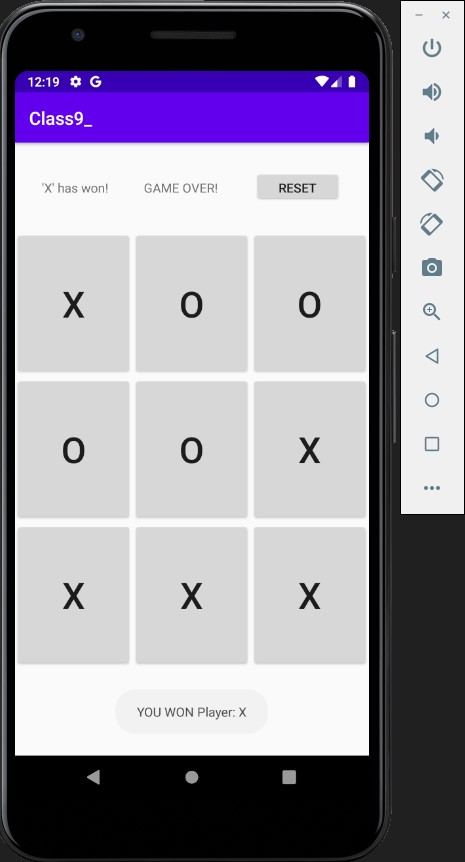 12:19 G
Class9_
'X' has won! GAME OVER! RESET
X O O
O O X
X X X
YOU WON Player: X